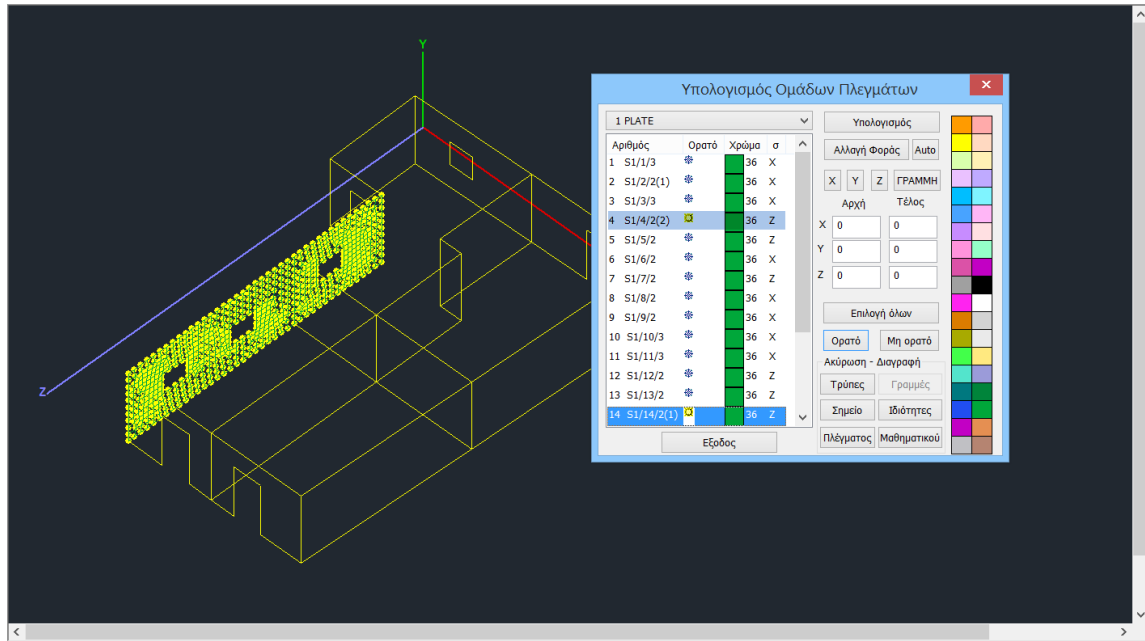 Y
Z
Υπολογισμός Ομάδων Πλεγμάτων
1 PLATE
Αριθμός Ορατό Χρώμα σ
1 S1/1/3 36 X
2 S1/2/2(1) 36 X
3 S1/3/3 36 X
4 S1/4/2(2) 36 Z
5 S1/5/2 36 Z
6 S1/6/2 36 X
7 S1/7/2 36 Z
8 S1/8/2 36 X
9 S1/9/2 36 X
10 S1/10/3 36 X
11 S1/11/3 36 X
12 S1/12/2 36 Z
13 S1/13/2 36 Z
14 S1/14/2(1) 36 Z
Εξοδος
Υπολογισμός
Αλλαγή Φοράς Auto
X Y Z ΓΡΑΜΜΗ
Αρχή Τέλος
X 0 0
Y 0 0
Z 0 0
Επιλογή όλων
Ορατό Μη ορατό
Ακύρωση - Διαγραφή
Τρύπες Γραμμές
Σημείο Ιδιότητες
Πλέγματος Μαθηματικού